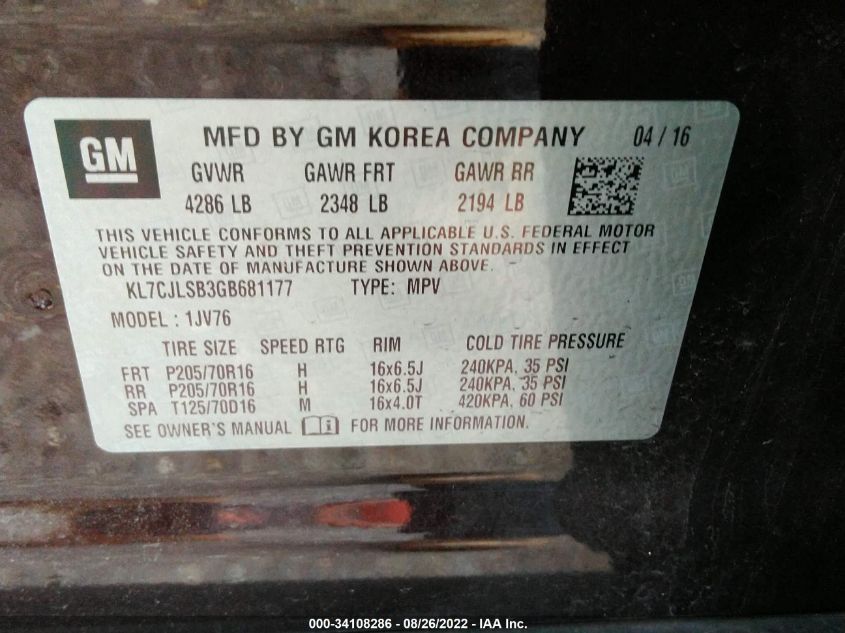 GM
MFD BY GM KOREA COMPANY 04 / 16
GVWR GAWR FRT GAWR RR
4286 LB 2348 LB 2194 LB
THIS VEHICLE CONFORMS TO ALL APPLICABLE U.S. FEDERAL MOTOR
VEHICLE SAFETY AND THEFT PREVENTION STANDARDS IN EFFECT
ON THE DATE OF MANUFACTURE SHOWN ABOVE.
KL7CJLSB3GB681177 TYPE: MPV
MODEL : 1JV76
TIRE SIZE SPEED RTG RIM COLD TIRE PRESSURE
FRT P205/70R16 H 16x6.5J 240KPA, 35 PSI
RR P205/70R16 H 16x6.5J 240KPA, 35 PSI
SPA T125/70D16 M 16x4.0T 420KPA, 60 PSI
SEE OWNER'S MANUAL FOR MORE INFORMATION.
000-34108286 - 08/26/2022 - IAA Inc.